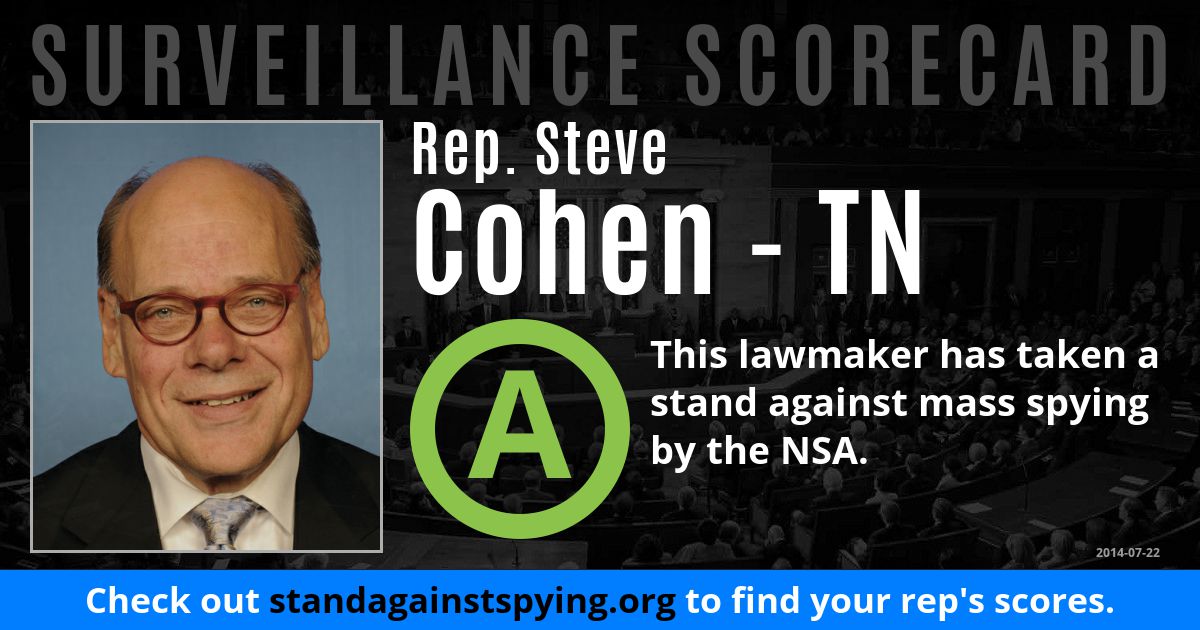 SURVEILLANCE SCORECARD
Rep. Steve
Cohen - TN
A
This lawmaker has taken a
stand against mass spying
by the NSA.
2014-07-22
Check out standagainstspying.org to find your rep's scores.